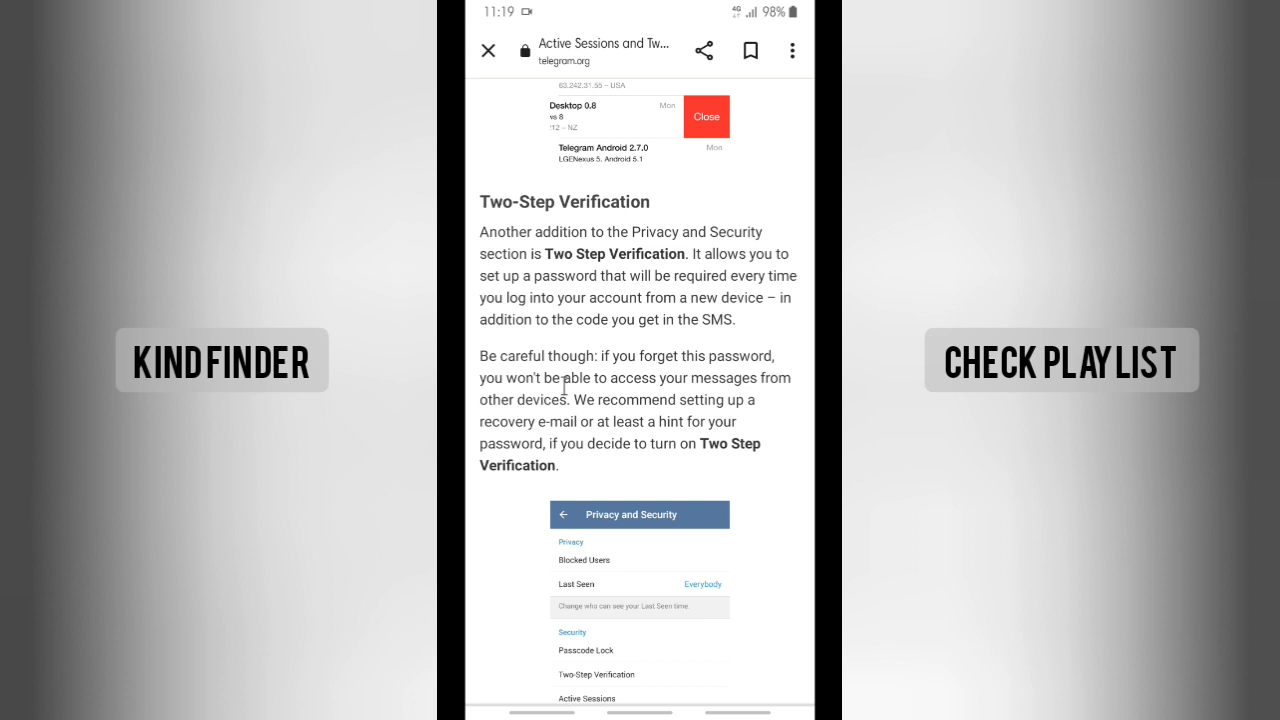 11:19
4G
98%
Active Sessions and Tw...
telegram.org
63.242.31.55 – USA
Desktop 0.8 Mon
vs 8
Close
:12 – NZ
Telegram Android 2.7.0 Mon
LGENexus 5, Android 5.1
Two-Step Verification
Another addition to the Privacy and Security
section is Two Step Verification. It allows you to
set up a password that will be required every time
you log into your account from a new device – in
addition to the code you get in the SMS.
Be careful though: if you forget this password,
you won't be able to access your messages from
other devices. We recommend setting up a
recovery e-mail or at least a hint for your
password, if you decide to turn on Two Step
Verification.
KIND FINDER
CHECK PLAYLIST
Privacy and Security
Privacy
Blocked Users
Last Seen Everybody
Change who can see your Last Seen time.
Security
Passcode Lock
Two-Step Verification
Active Sessions